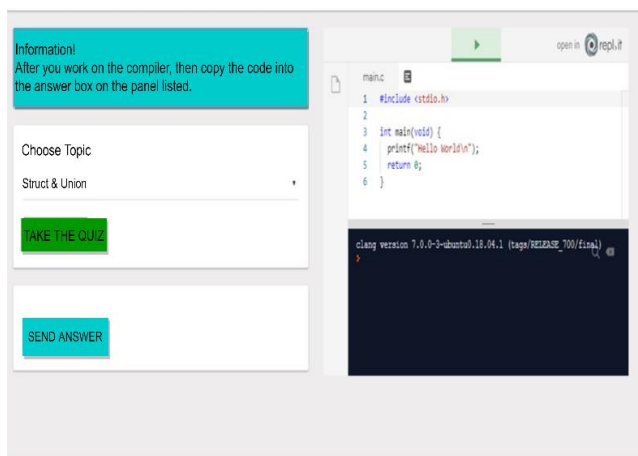 Information!
After you work on the compiler, then copy the code into
the answer box on the panel listed.
Choose Topic
Struct & Union
TAKE THE QUIZ
SEND ANSWER
open in repl.it
main.c
1 #include <stdio.h>
2
3 int main(void) {
4 printf("Hello World\n");
5 return 0;
6 }
clang version 7.0.0-3~ubuntu0.18.04.1 (tags/RELEASE_700/final)